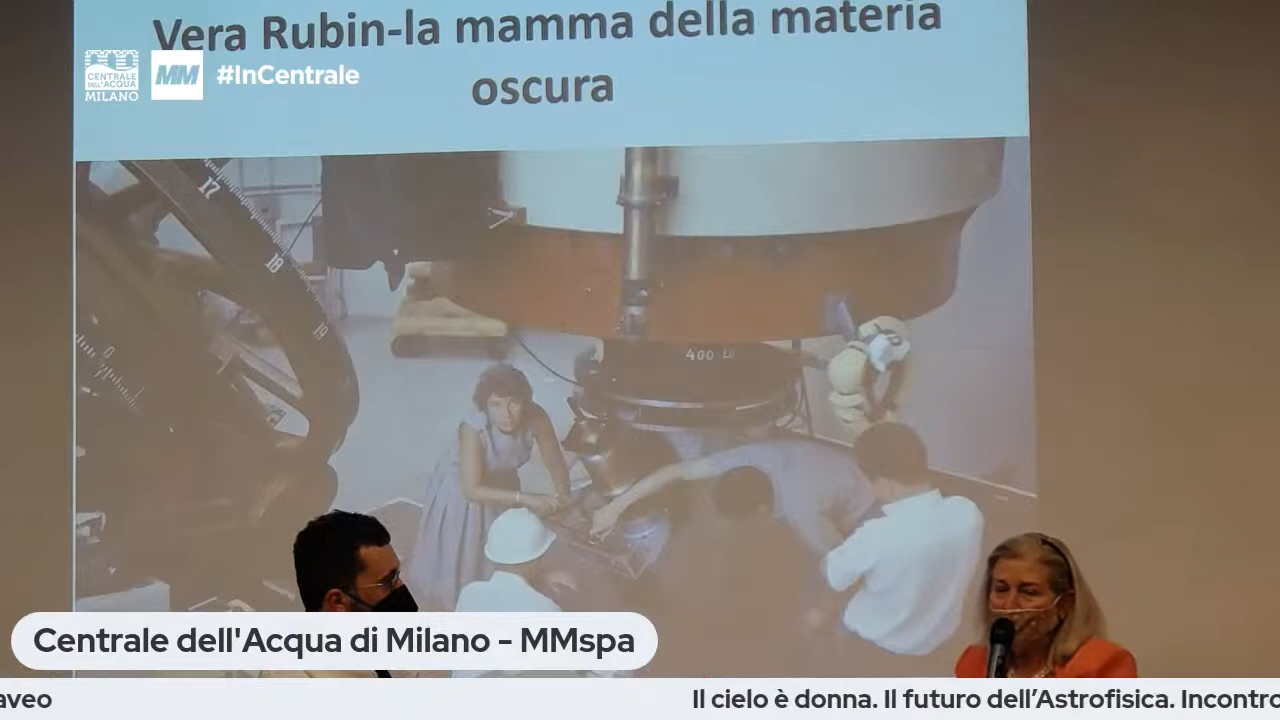 Vera Rubin-la mamma della materia
oscura
CENTRALE
DELL'ACQUA
MILANO
MM
#InCentrale
17
18
19
0
400
Centrale dell'Acqua di Milano - MMspa
aveo
Il cielo è donna. Il futuro dell'Astrofisica. Incontro